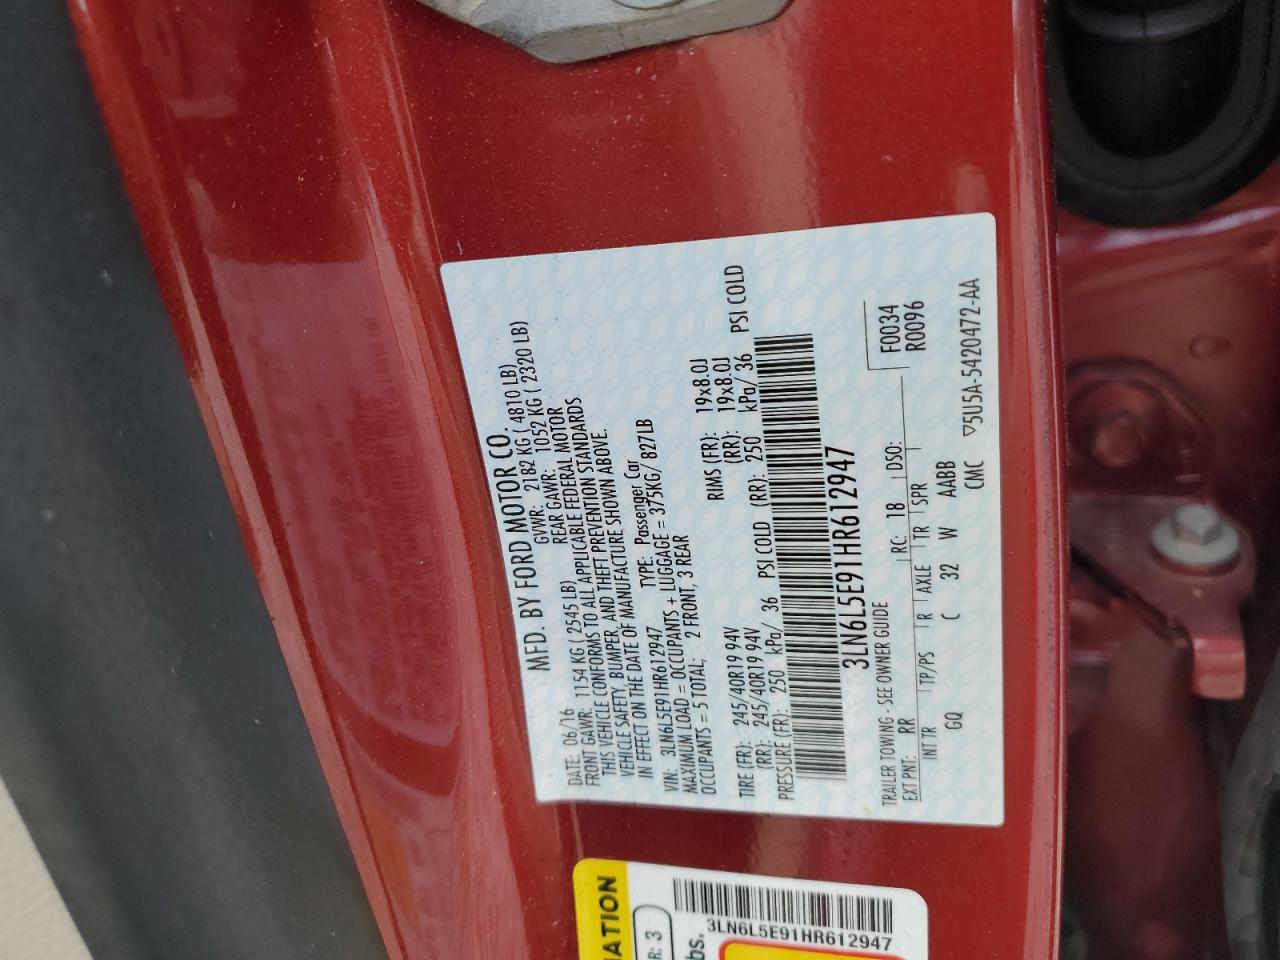 MFD. BY FORD MOTOR CO.
DATE: 06/16 GVWR: 2182 KG ( 4810 LB)
FRONT GAWR: 1154 KG ( 2545 LB) REAR GAWR: 1052 KG ( 2320 LB)
THIS VEHICLE CONFORMS TO ALL APPLICABLE FEDERAL MOTOR
VEHICLE SAFETY, BUMPER, AND THEFT PREVENTION STANDARDS
IN EFFECT ON THE DATE OF MANUFACTURE SHOWN ABOVE.
VIN: 3LN6L5E91HR612947 TYPE: Passenger Car
MAXIMUM LOAD = OCCUPANTS + LUGGAGE = 375KG/ 827LB
OCCUPANTS = 5 TOTAL; 2 FRONT, 3 REAR
TIRE (FR): 245/40R19 94V RIMS (FR): 19x8.0J
(RR): 245/40R19 94V (RR): 19x8.0J
PRESSURE (FR): 250 kPa/ 36 PSI COLD (RR): 250 kPa/ 36 PSI COLD
3LN6L5E91HR612947
TRAILER TOWING - SEE OWNER GUIDE
EXT PNT: RR RC: 18 DSO: F0034
R0096
INT TR TP/PS R AXLE TR SPR
GQ C 32 W AABB
CMC ▽5U5A-5420472-AA
ATION
R: 3
bs.
3LN6L5E91HR612947